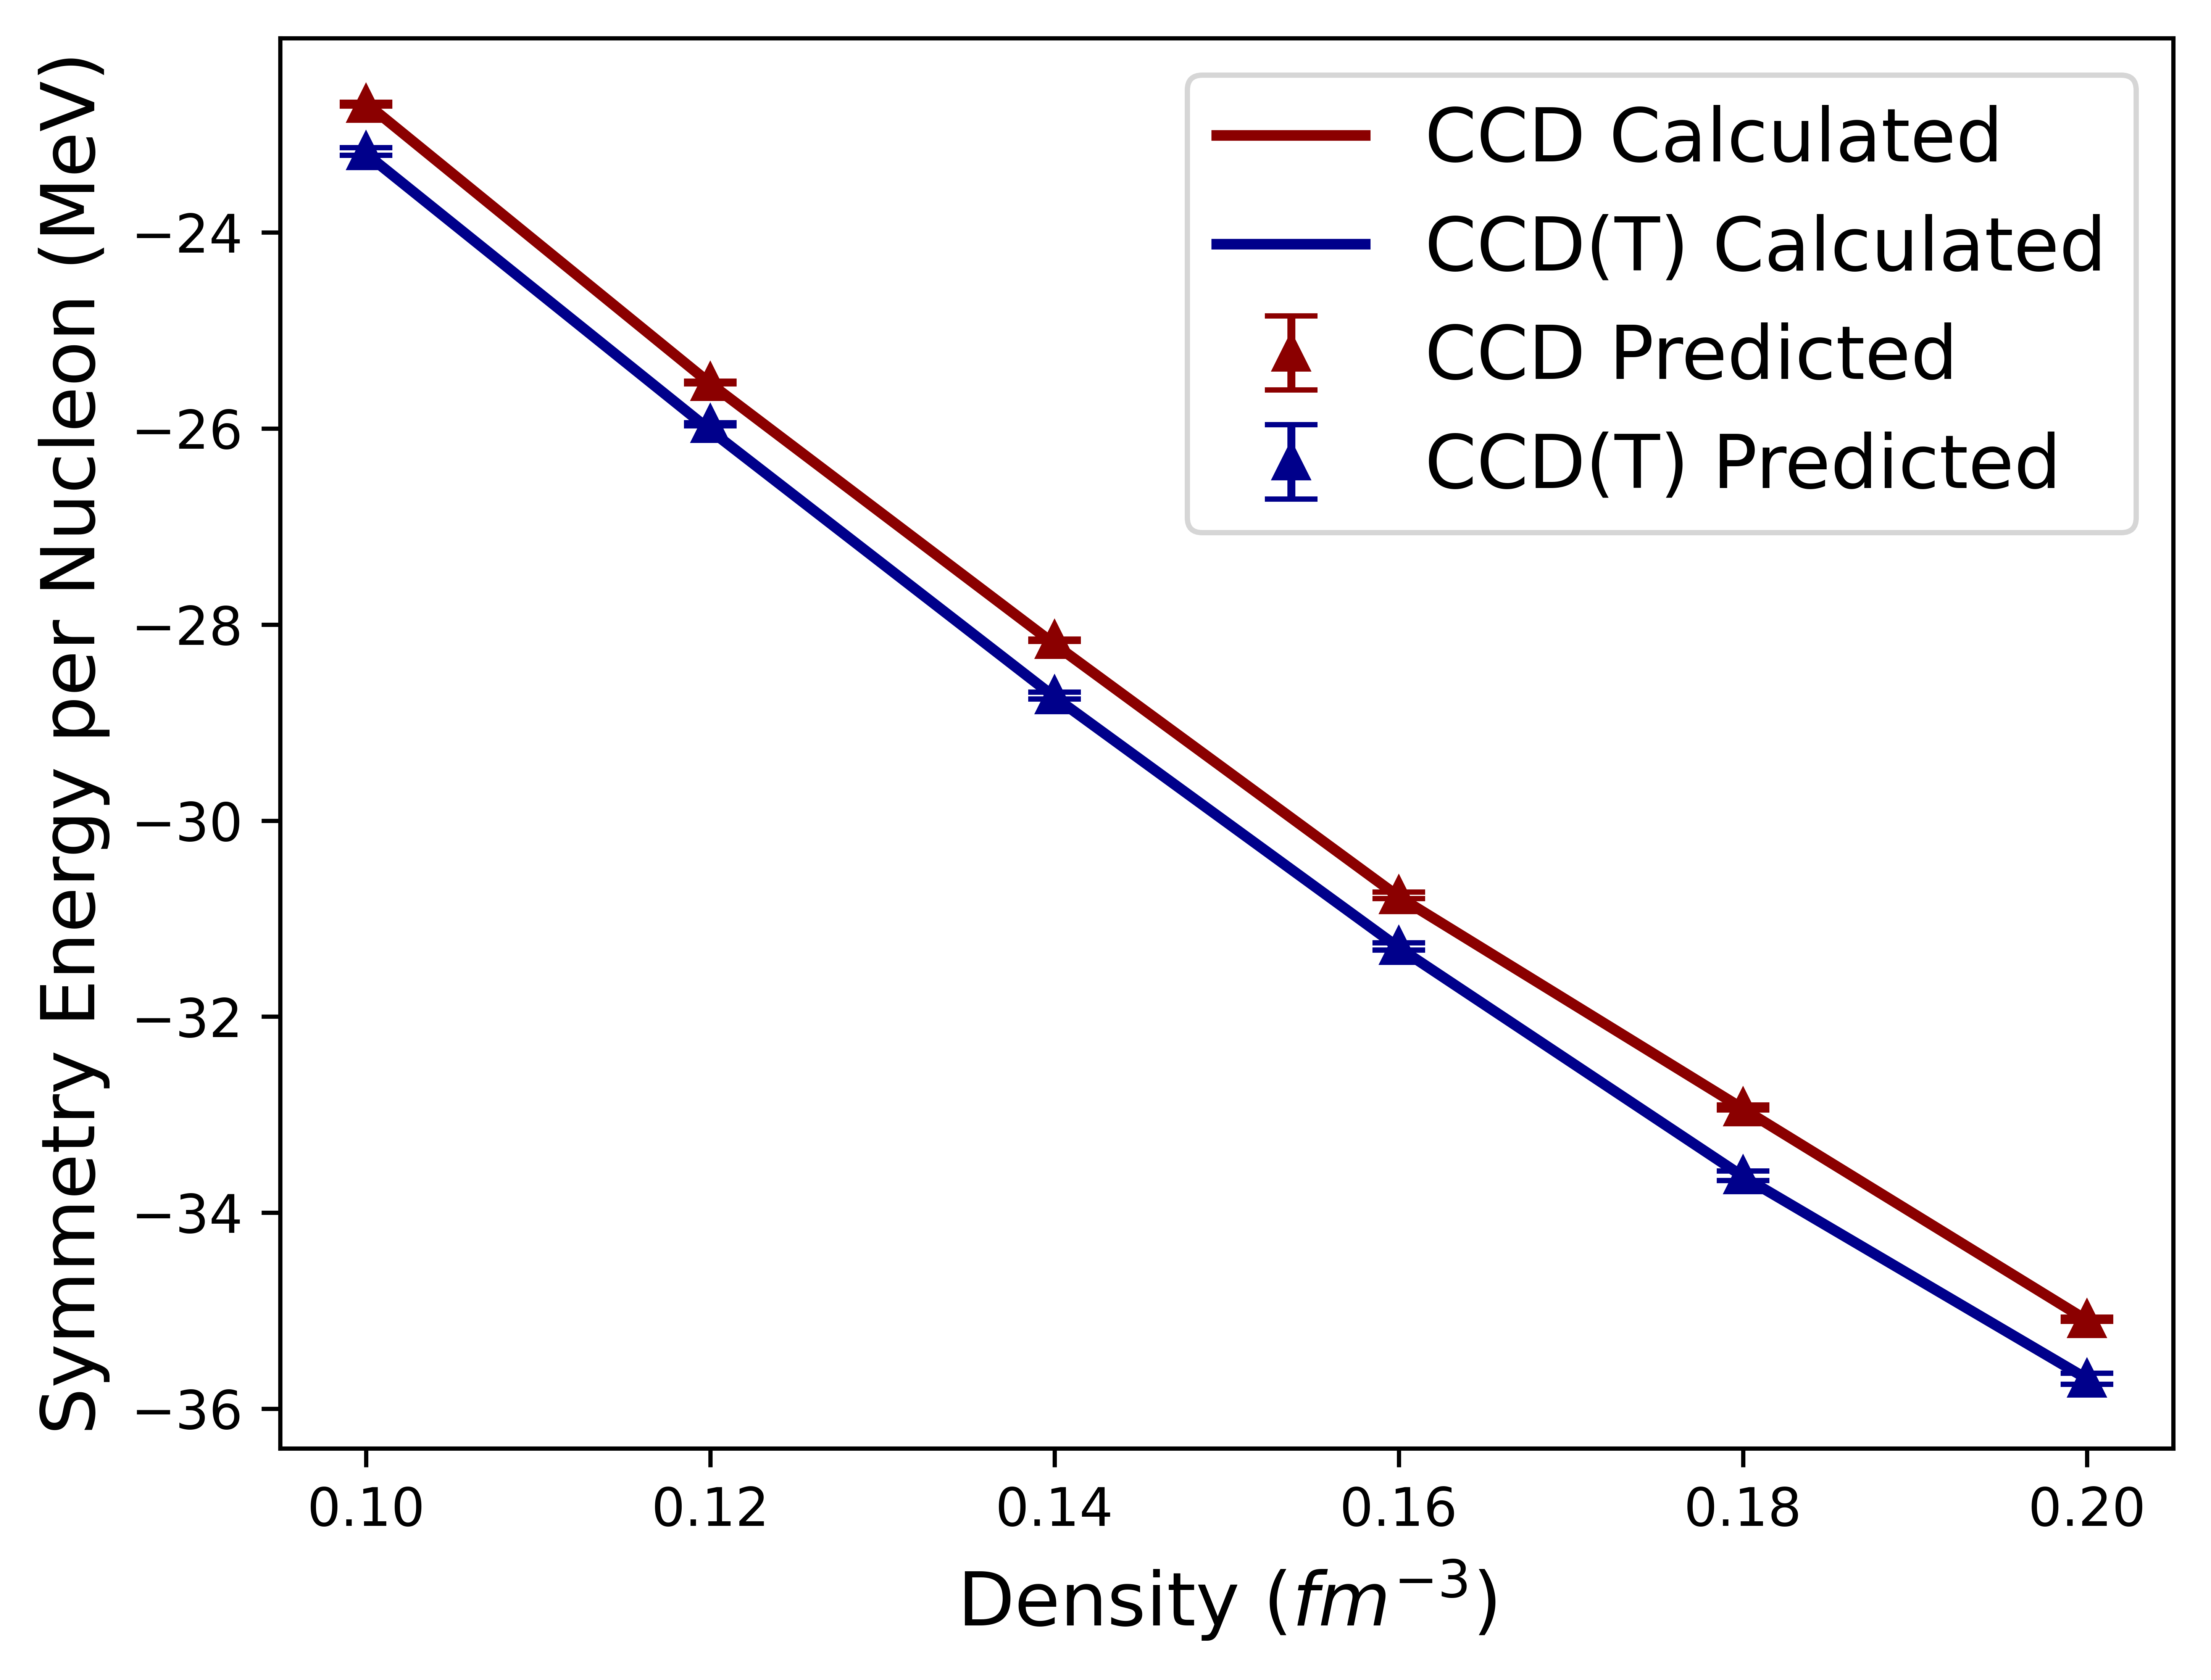 Symmetry Energy per Nucleon (MeV)
−24
−26
−28
−30
−32
−34
−36
CCD Calculated
CCD(T) Calculated
CCD Predicted
CCD(T) Predicted
0.10 0.12 0.14 0.16 0.18 0.20
Density (fm⁻³)